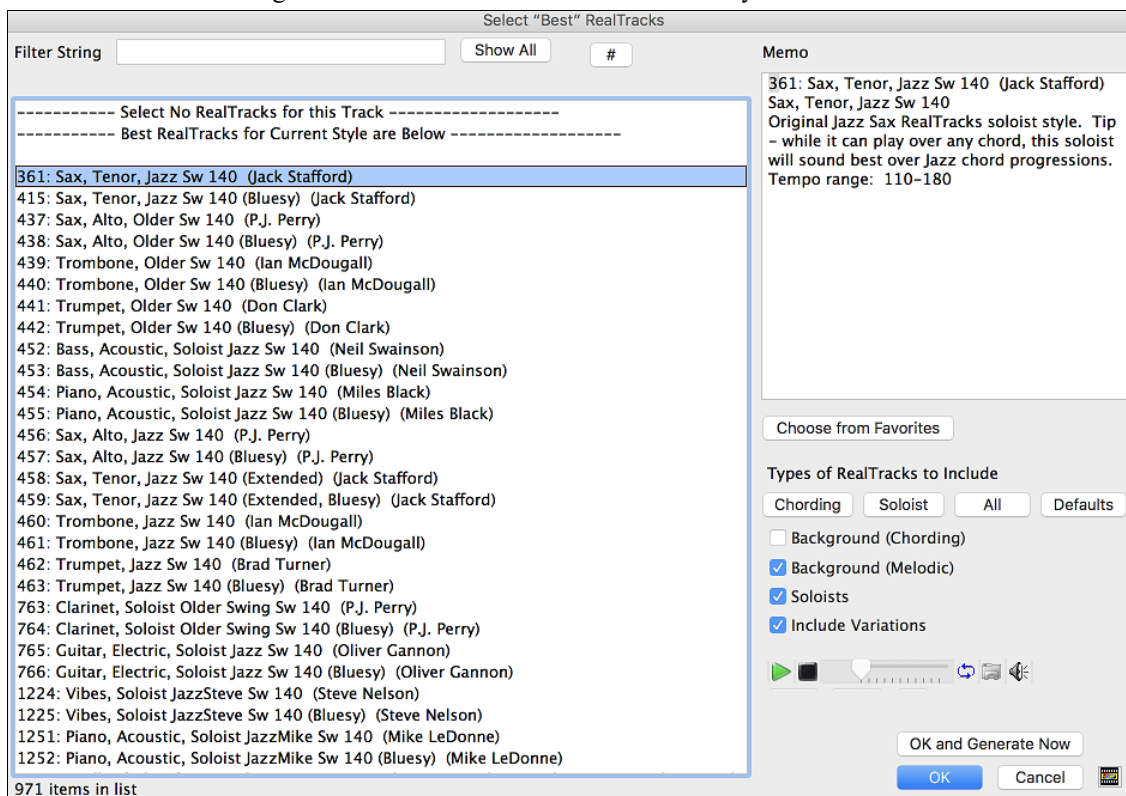 Select "Best" RealTracks
Filter String
Show All
#
----------- Select No RealTracks for this Track -------------------
----------- Best RealTracks for Current Style are Below -------------------
361: Sax, Tenor, Jazz Sw 140  (Jack Stafford)
415: Sax, Tenor, Jazz Sw 140 (Bluesy)  (Jack Stafford)
437: Sax, Alto, Older Sw 140  (P.J. Perry)
438: Sax, Alto, Older Sw 140 (Bluesy)  (P.J. Perry)
439: Trombone, Older Sw 140  (Ian McDougall)
440: Trombone, Older Sw 140 (Bluesy)  (Ian McDougall)
441: Trumpet, Older Sw 140  (Don Clark)
442: Trumpet, Older Sw 140 (Bluesy)  (Don Clark)
452: Bass, Acoustic, Soloist Jazz Sw 140  (Neil Swainson)
453: Bass, Acoustic, Soloist Jazz Sw 140 (Bluesy)  (Neil Swainson)
454: Piano, Acoustic, Soloist Jazz Sw 140  (Miles Black)
455: Piano, Acoustic, Soloist Jazz Sw 140 (Bluesy)  (Miles Black)
456: Sax, Alto, Jazz Sw 140  (P.J. Perry)
457: Sax, Alto, Jazz Sw 140 (Bluesy)  (P.J. Perry)
458: Sax, Tenor, Jazz Sw 140 (Extended)  (Jack Stafford)
459: Sax, Tenor, Jazz Sw 140 (Extended, Bluesy)  (Jack Stafford)
460: Trombone, Jazz Sw 140  (Ian McDougall)
461: Trombone, Jazz Sw 140 (Bluesy)  (Ian McDougall)
462: Trumpet, Jazz Sw 140  (Brad Turner)
463: Trumpet, Jazz Sw 140 (Bluesy)  (Brad Turner)
763: Clarinet, Soloist Older Swing Sw 140  (P.J. Perry)
764: Clarinet, Soloist Older Swing Sw 140 (Bluesy)  (P.J. Perry)
765: Guitar, Electric, Soloist Jazz Sw 140  (Oliver Gannon)
766: Guitar, Electric, Soloist Jazz Sw 140 (Bluesy)  (Oliver Gannon)
1224: Vibes, Soloist JazzSteve Sw 140  (Steve Nelson)
1225: Vibes, Soloist JazzSteve Sw 140 (Bluesy)  (Steve Nelson)
1251: Piano, Acoustic, Soloist JazzMike Sw 140  (Mike LeDonne)
1252: Piano, Acoustic, Soloist JazzMike Sw 140 (Bluesy)  (Mike LeDonne)
971 items in list
Memo
361: Sax, Tenor, Jazz Sw 140  (Jack Stafford)
Sax, Tenor, Jazz Sw 140
Original Jazz Sax RealTracks soloist style.  Tip
– while it can play over any chord, this soloist
will sound best over Jazz chord progressions.
Tempo range:  110–180
Choose from Favorites
Types of RealTracks to Include
Chording
Soloist
All
Defaults
Background (Chording)
Background (Melodic)
Soloists
Include Variations
OK and Generate Now
OK
Cancel